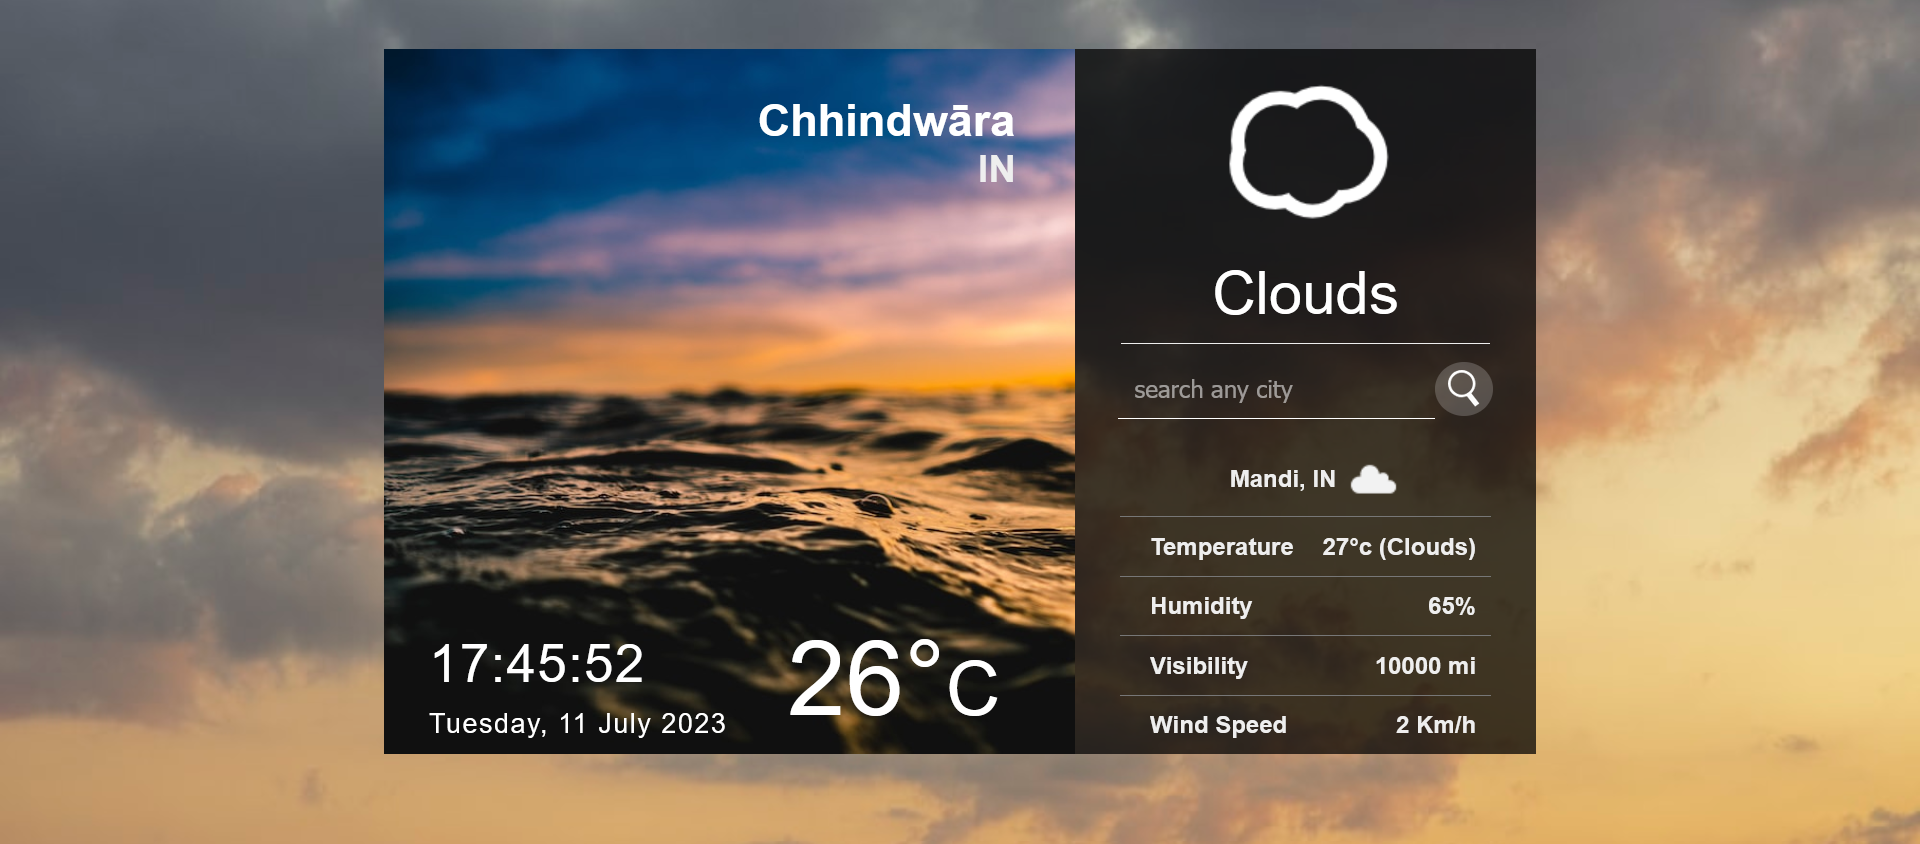 Chhindwāra
IN
17:45:52
Tuesday, 11 July 2023
26°C
Clouds
search any city
Mandi, IN
Temperature 27°c (Clouds)
Humidity 65%
Visibility 10000 mi
Wind Speed 2 Km/h